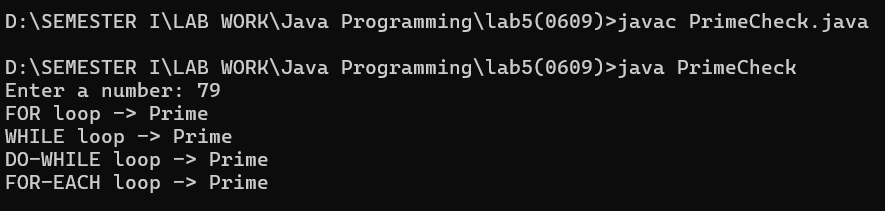 D:\SEMESTER I\LAB WORK\Java Programming\lab5(0609)>javac PrimeCheck.java
D:\SEMESTER I\LAB WORK\Java Programming\lab5(0609)>java PrimeCheck
Enter a number: 79
FOR loop -> Prime
WHILE loop -> Prime
DO-WHILE loop -> Prime
FOR-EACH loop -> Prime